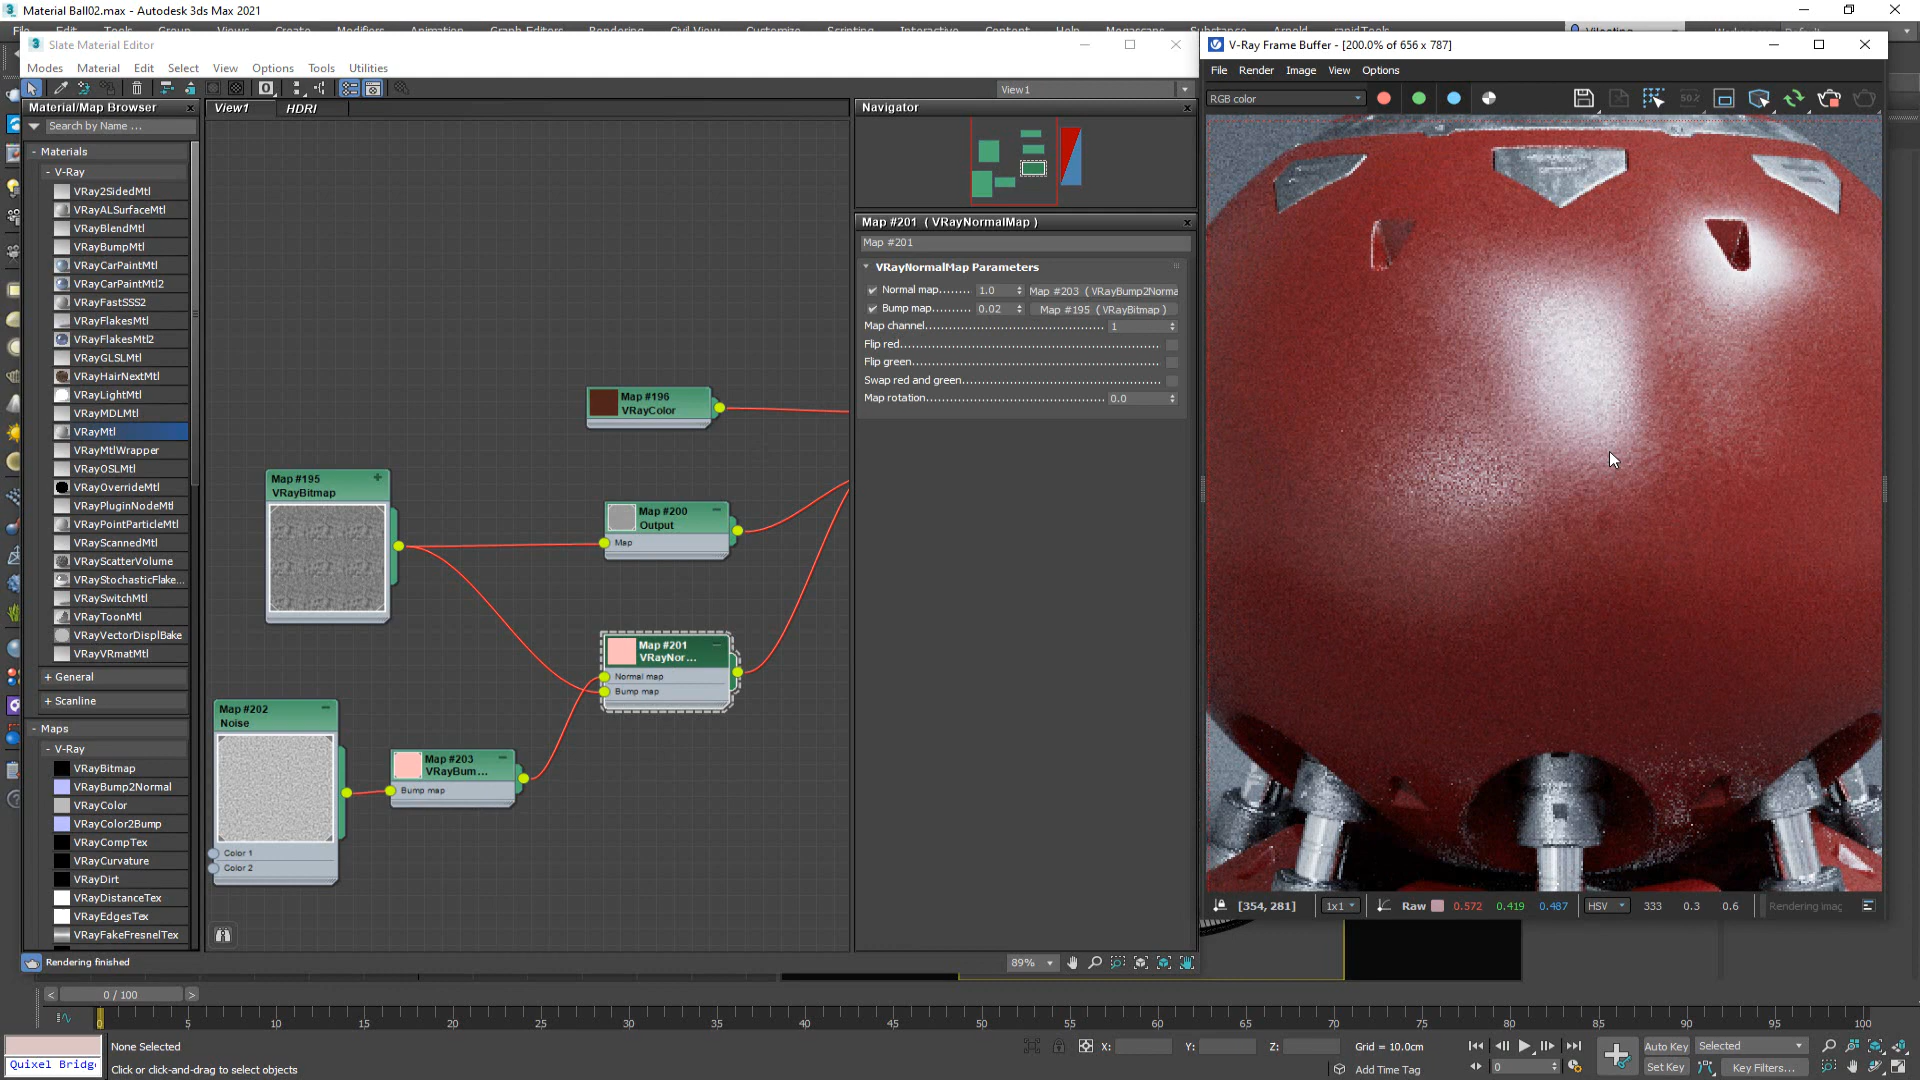 Material Ball02.max - Autodesk 3ds Max 2021
Slate Material Editor
Modes Material Edit Select View Options Tools Utilities
View1
Material/Map Browser
Search by Name ...
- Materials
- V-Ray
VRay2SidedMtl
VRayALSurfaceMtl
VRayBlendMtl
VRayBumpMtl
VRayCarPaintMtl
VRayCarPaintMtl2
VRayFastSSS2
VRayFlakesMtl
VRayFlakesMtl2
VRayGLSLMtl
VRayHairNextMtl
VRayLightMtl
VRayMDLMtl
VRayMtl
VRayMtlWrapper
VRayOSLMtl
VRayOverrideMtl
VRayPluginNodeMtl
VRayPointParticleMtl
VRayScannedMtl
VRayScatterVolume
VRayStochasticFlake...
VRaySwitchMtl
VRayToonMtl
VRayVectorDisplBake
VRayVRmatMtl
+ General
+ Scanline
- Maps
- V-Ray
VRayBitmap
VRayBump2Normal
VRayColor
VRayColor2Bump
VRayCompTex
VRayCurvature
VRayDirt
VRayDistanceTex
VRayEdgesTex
VRayFakeFresnelTex
Rendering finished
View1 HDRI
Map #196
VRayColor
Map #195
VRayBitmap
Map #200
Output
Map
Map #201
VRayNor...
Normal map
Bump map
Map #202
Noise
Color 1
Color 2
Map #203
VRayBum...
Bump map
Navigator
Map #201 ( VRayNormalMap )
Map #201
VRayNormalMap Parameters
Normal map....... 1.0 Map #203 ( VRayBump2Norma
Bump map......... 0.02 Map #195 ( VRayBitmap )
Map channel 1
Flip red
Flip green
Swap red and green
Map rotation 0.0
89%
V-Ray Frame Buffer - [200.0% of 656 x 787]
File Render Image View Options
RGB color
[354, 281] 1x1 Raw 0.572 0.419 0.487 HSV 333 0.3 0.6 Rendering imag
< 0 / 100 >
0 5 10 15 20 25 30 35 40 45 50 55 60 65 70 75 80 85 90 95 100
None Selected
X: Y: Z: Grid = 10.0cm
Auto Key Selected
Quixel Bridg
Click or click-and-drag to select objects
Add Time Tag
0
Set Key Key Filters...